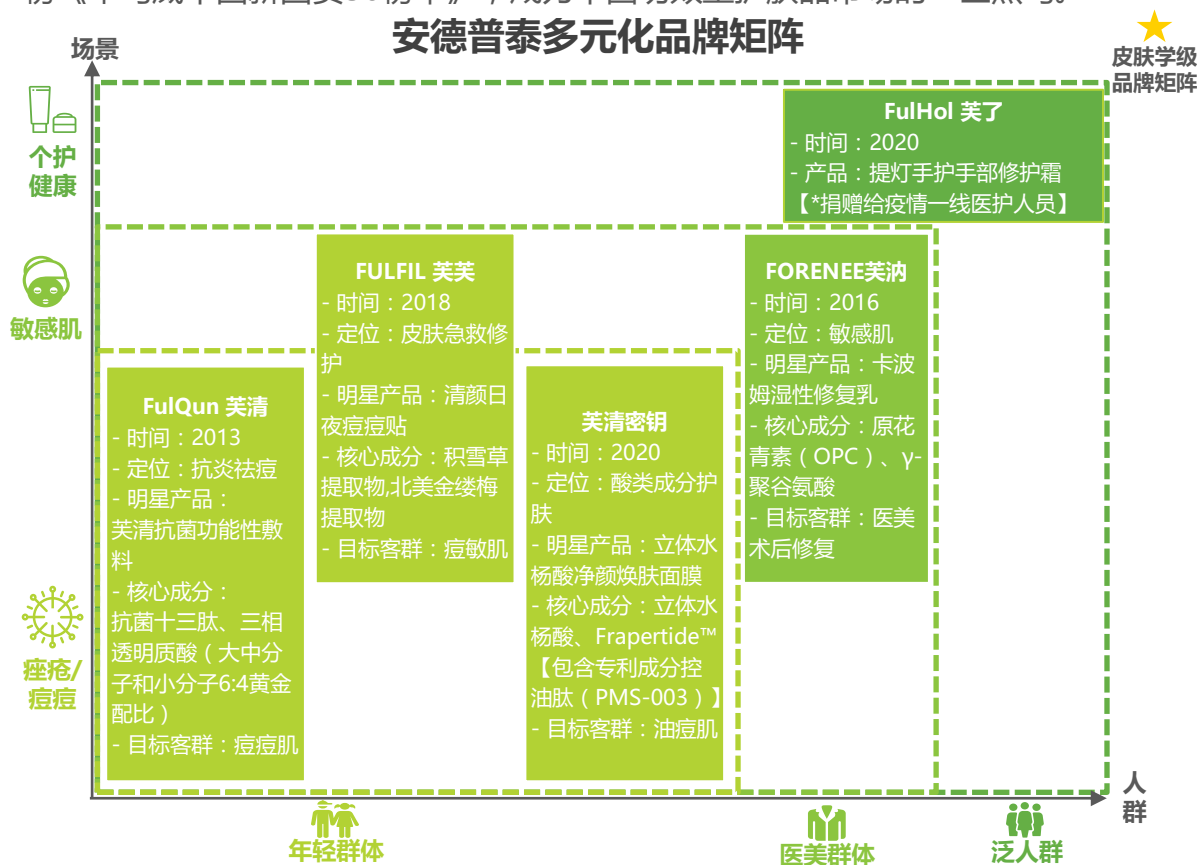 安德普泰多元化品牌矩阵
场景
皮肤学级
品牌矩阵
个护
健康
FulHol 芙了
- 时间：2020
- 产品：提灯手护手部修护霜
【*捐赠给疫情一线医护人员】
敏感肌
FULFIL 芙芙
- 时间：2018
- 定位：皮肤急救修
护
- 明星产品：清颜日
夜痘痘贴
- 核心成分：积雪草
提取物,北美金缕梅
提取物
- 目标客群：痘敏肌
FORENEE芙汭
- 时间：2016
- 定位：敏感肌
- 明星产品：卡波
姆湿性修复乳
- 核心成分：原花
青素（OPC）、γ-
聚谷氨酸
- 目标客群：医美
术后修复
FulQun 芙清
- 时间：2013
- 定位：抗炎祛痘
- 明星产品：
芙清抗菌功能性敷
料
- 核心成分：
抗菌十三肽、三相
透明质酸（大中分
子和小分子6:4黄金
配比）
- 目标客群：痘痘肌
芙清密钥
- 时间：2020
- 定位：酸类成分护
肤
- 明星产品：立体水
杨酸净颜焕肤面膜
- 核心成分：立体水
杨酸、Frapertide™
【包含专利成分控
油肽（PMS-003）】
- 目标客群：油痘肌
痤疮/
痘痘
人
群
年轻群体
医美群体
泛人群